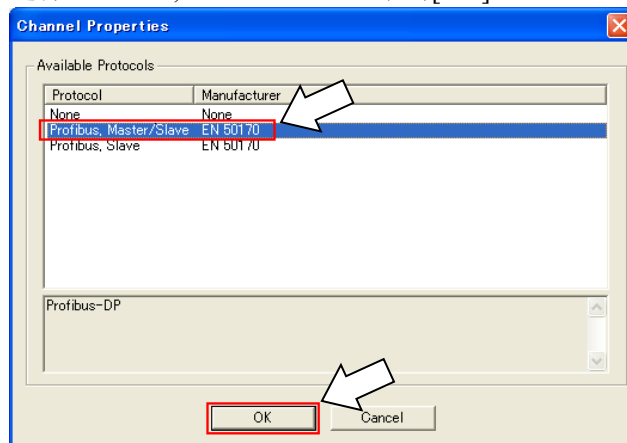 Channel Properties
Available Protocols
Protocol Manufacturer
None None
Profibus, Master/Slave EN 50170
Profibus, Slave EN 50170
Profibus-DP
OK Cancel